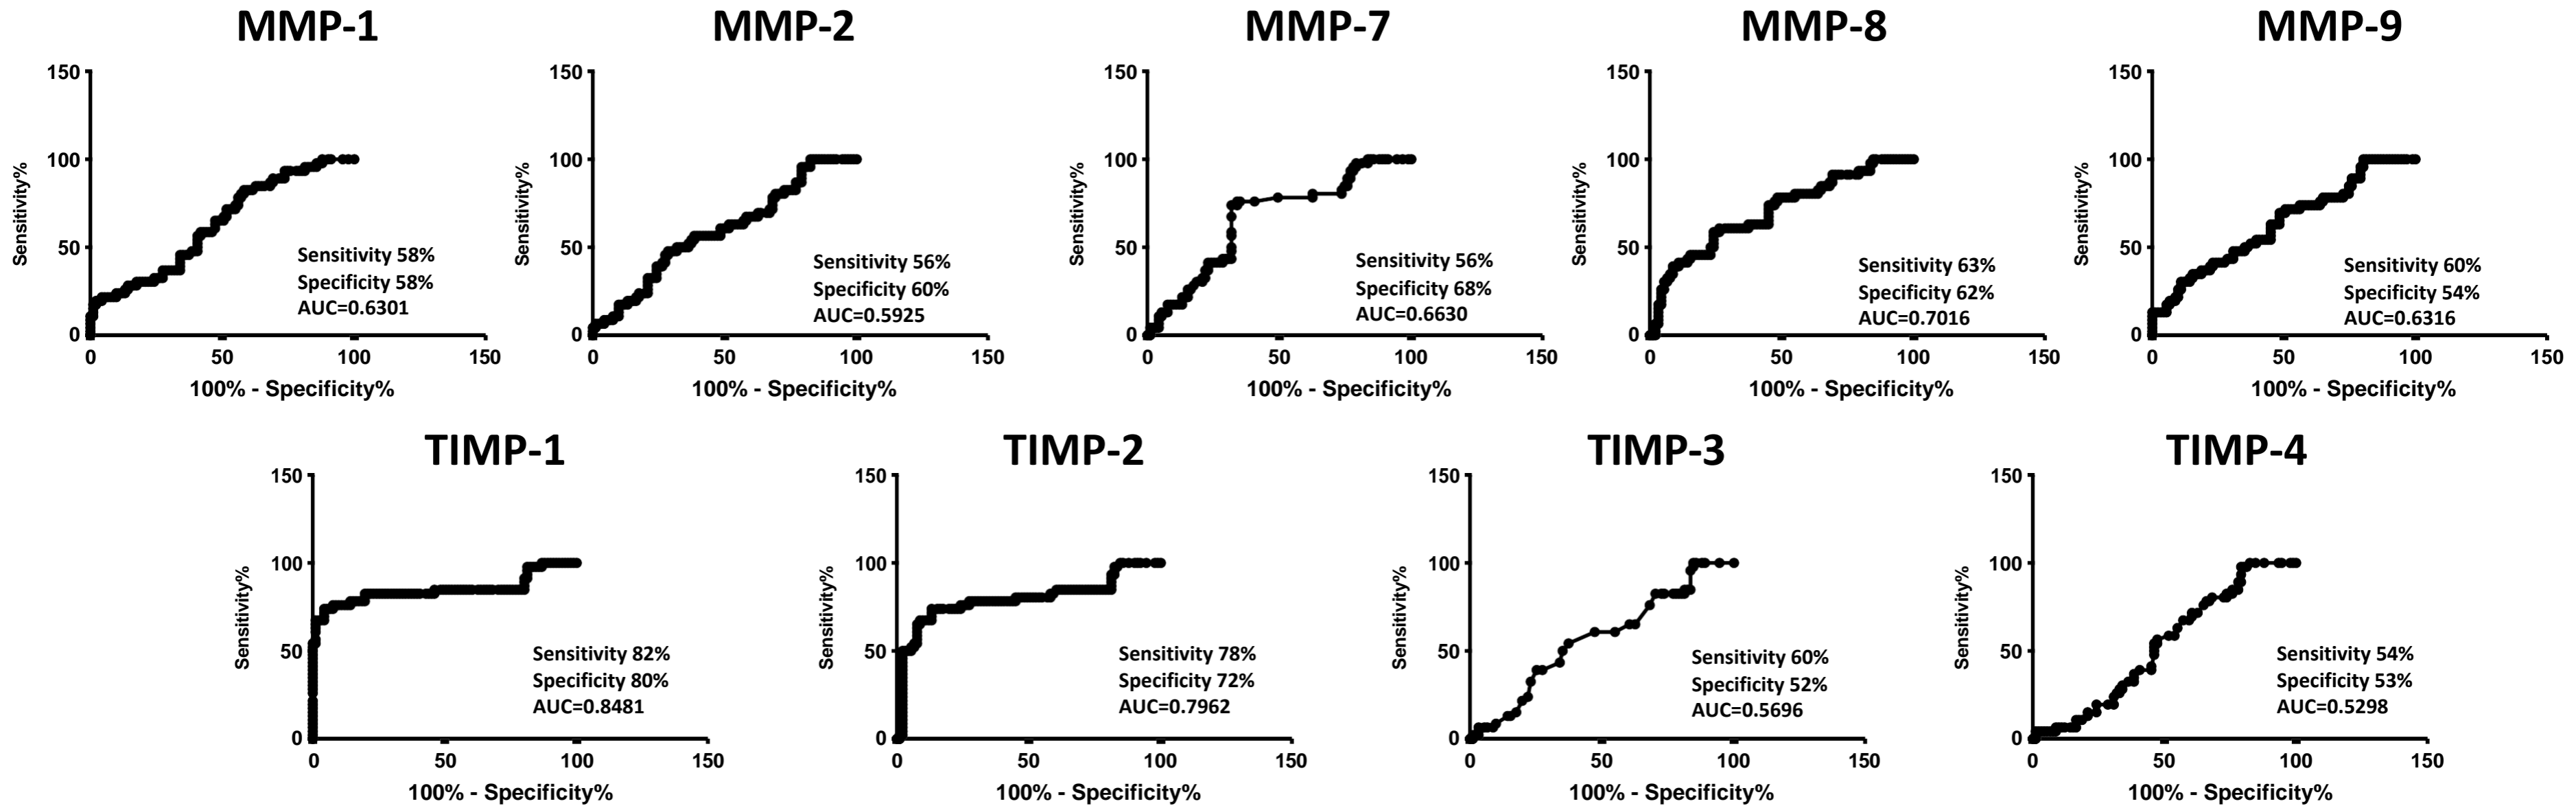 MMP-1
150
100
50
0
Sensitivity%
Sensitivity 58%
Specificity 58%
AUC=0.6301
0 50 100 150
100% - Specificity%
MMP-2
150
100
50
0
Sensitivity%
Sensitivity 56%
Specificity 60%
AUC=0.5925
0 50 100 150
100% - Specificity%
MMP-7
150
100
50
0
Sensitivity%
Sensitivity 56%
Specificity 68%
AUC=0.6630
0 50 100 150
100% - Specificity%
MMP-8
150
100
50
0
Sensitivity%
Sensitivity 63%
Specificity 62%
AUC=0.7016
0 50 100 150
100% - Specificity%
MMP-9
150
100
50
0
Sensitivity%
Sensitivity 60%
Specificity 54%
AUC=0.6316
0 50 100 150
100% - Specificity%
TIMP-1
150
100
50
0
Sensitivity%
Sensitivity 82%
Specificity 80%
AUC=0.8481
0 50 100 150
100% - Specificity%
TIMP-2
150
100
50
0
Sensitivity%
Sensitivity 78%
Specificity 72%
AUC=0.7962
0 50 100 150
100% - Specificity%
TIMP-3
150
100
50
0
Sensitivity%
Sensitivity 60%
Specificity 52%
AUC=0.5696
0 50 100 150
100% - Specificity%
TIMP-4
150
100
50
0
Sensitivity%
Sensitivity 54%
Specificity 53%
AUC=0.5298
0 50 100 150
100% - Specificity%